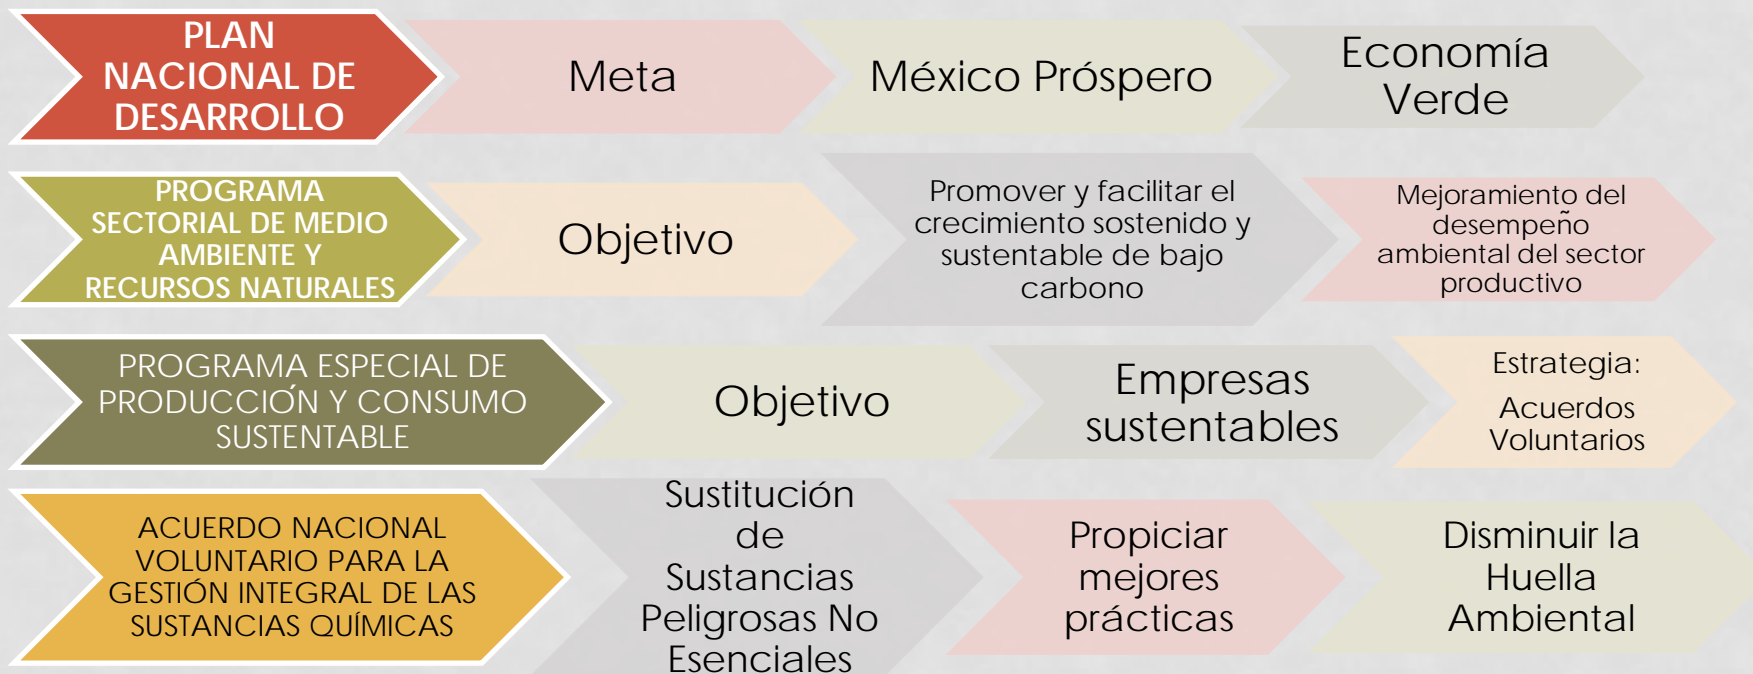 PLAN
NACIONAL DE
DESARROLLO
Meta
México Próspero
Economía
Verde
PROGRAMA
SECTORIAL DE MEDIO
AMBIENTE Y
RECURSOS NATURALES
Objetivo
Promover y facilitar el
crecimiento sostenido y
sustentable de bajo
carbono
Mejoramiento del
desempeño
ambiental del sector
productivo
PROGRAMA ESPECIAL DE
PRODUCCIÓN Y CONSUMO
SUSTENTABLE
Objetivo
Empresas
sustentables
Estrategia:
Acuerdos
Voluntarios
ACUERDO NACIONAL
VOLUNTARIO PARA LA
GESTIÓN INTEGRAL DE LAS
SUSTANCIAS QUÍMICAS
Sustitución
de
Sustancias
Peligrosas No
Esenciales
Propiciar
mejores
prácticas
Disminuir la
Huella
Ambiental